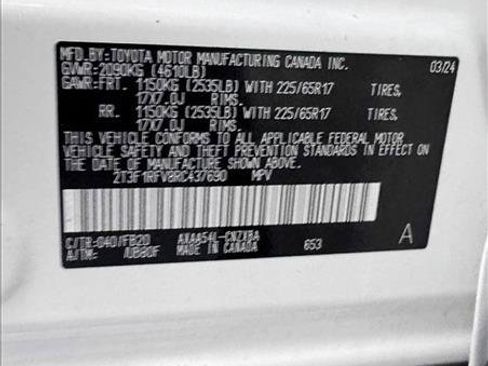 MFD.BY:TOYOTA MOTOR MANUFACTURING CANADA INC. 03/24
GVWR:2090KG (4610LB)
GAWR:FRT. 1150KG (2535LB) WITH 225/65R17 TIRES,
17X7.0J RIMS.
RR. 1150KG (2535LB) WITH 225/65R17 TIRES,
17X7.0J RIMS.
THIS VEHICLE CONFORMS TO ALL APPLICABLE FEDERAL MOTOR
VEHICLE SAFETY AND THEFT PREVENTION STANDARDS IN EFFECT ON
THE DATE OF MANUFACTURE SHOWN ABOVE.
2T3F1RFV8RC437690 MPV
C/TR:040/FB20 AXAA54L-CNZXBA 653 A
A/TM: /UB80F MADE IN CANADA